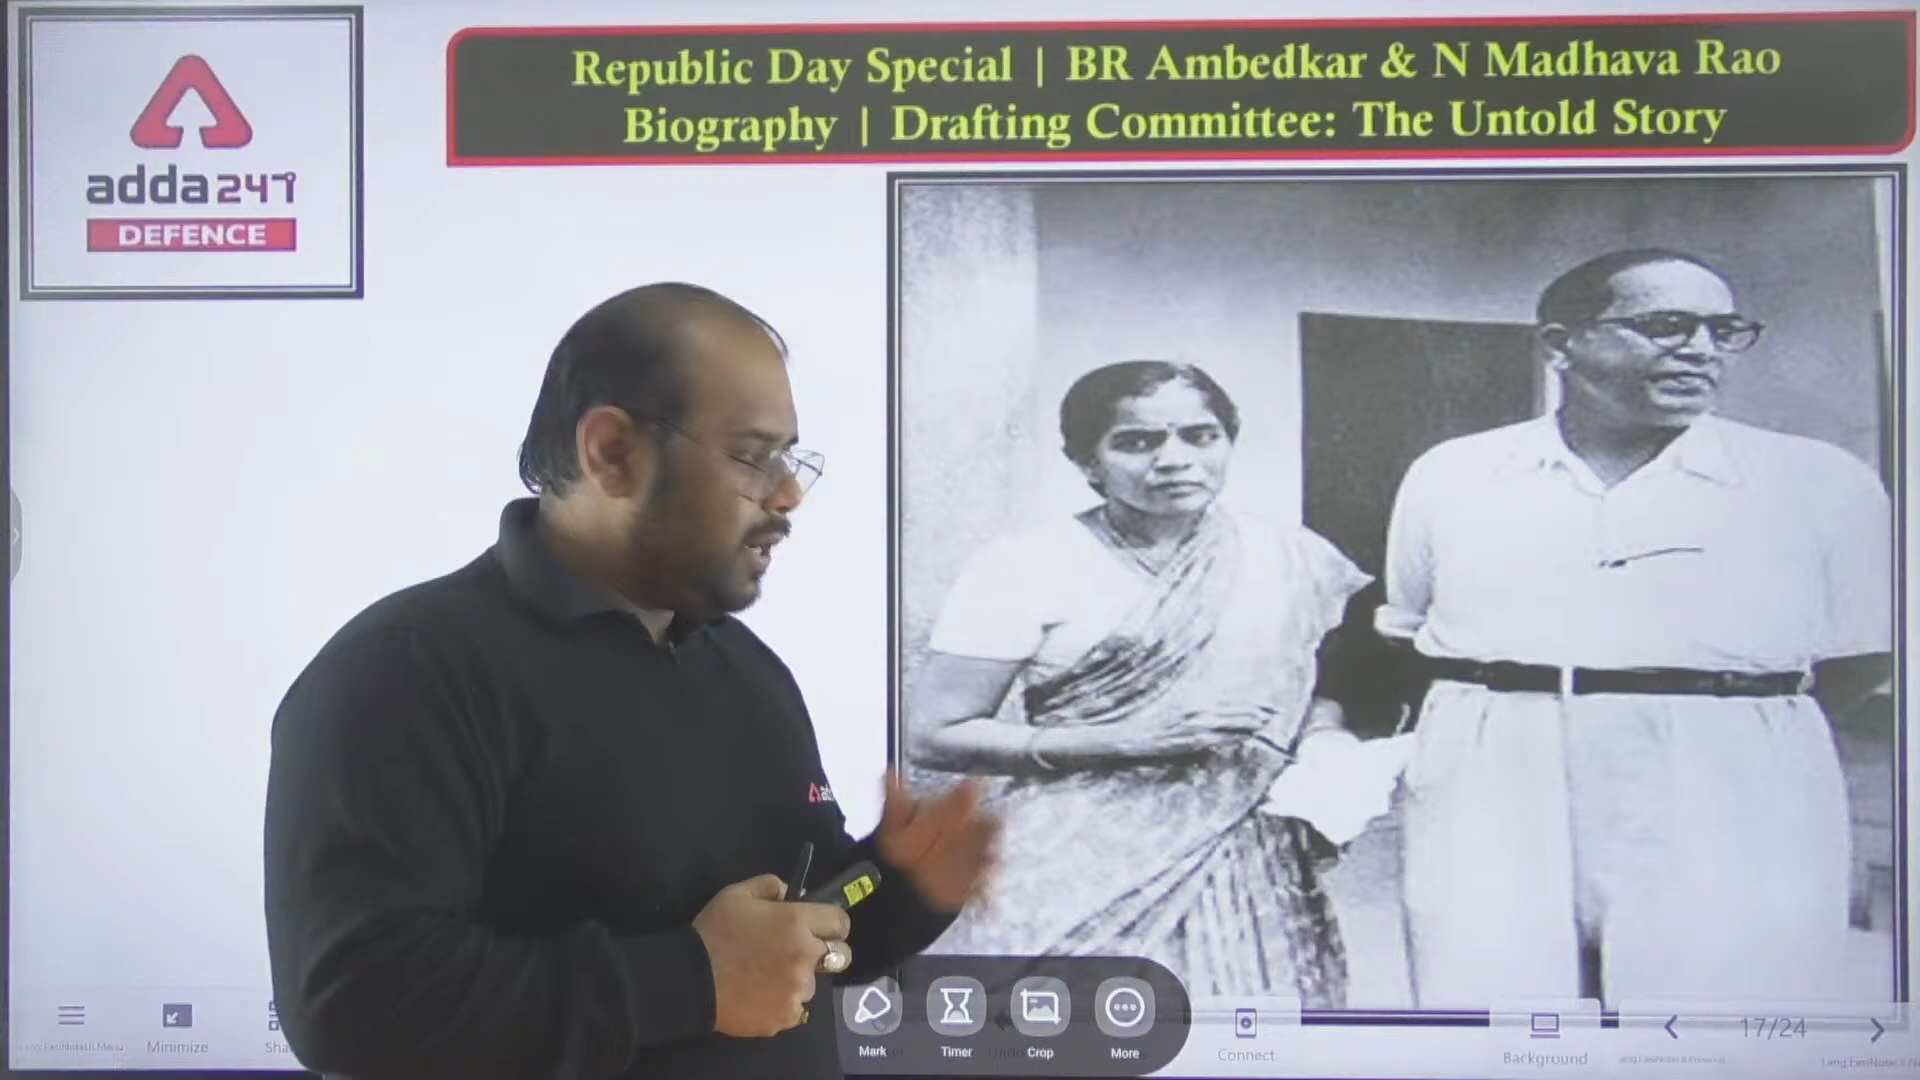 Republic Day Special | BR Ambedkar & N Madhava Rao
Biography | Drafting Committee: The Untold Story
adda247
DEFENCE
Minimize
Mark
Timer
Crop
More
Connect
Background
17/24